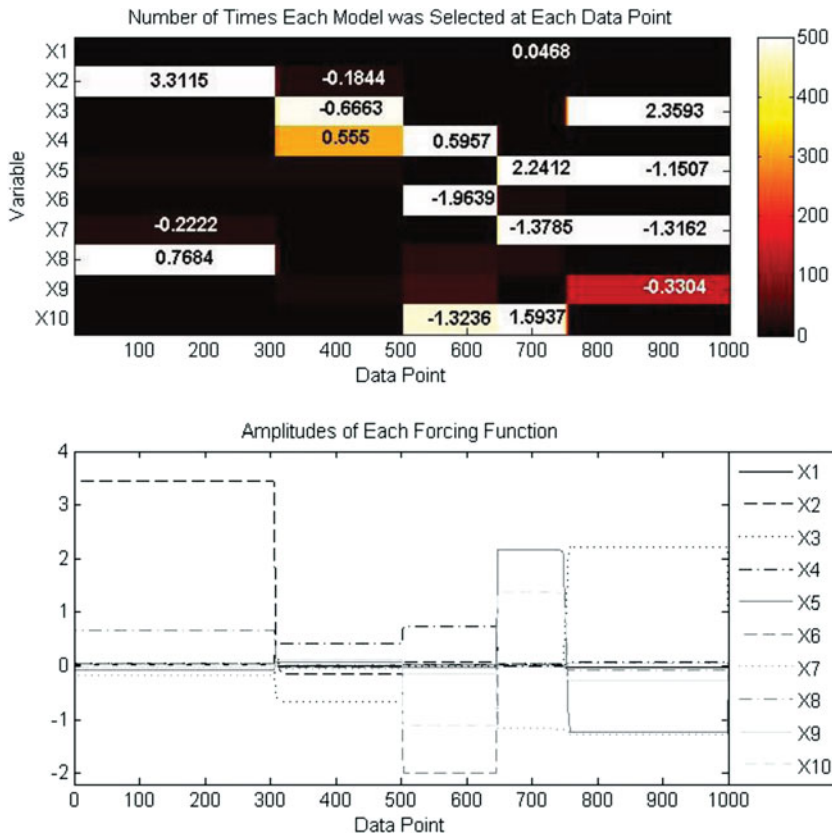 Number of Times Each Model was Selected at Each Data Point
X1 0.0468 500
X2 3.3115 -0.1844
X3 -0.6663 2.3593 400
X4 0.555 0.5957
X5 2.2412 -1.1507 300
X6 -1.9639
X7 -0.2222 -1.3785 -1.3162 200
X8 0.7684
X9 -0.3304 100
X10 -1.3236 1.5937 0
Variable
100 200 300 400 500 600 700 800 900 1000
Data Point
Amplitudes of Each Forcing Function
4
3
2
1
0
-1
-2
0 100 200 300 400 500 600 700 800 900 1000
Data Point
X1
X2
X3
X4
X5
X6
X7
X8
X9
X10